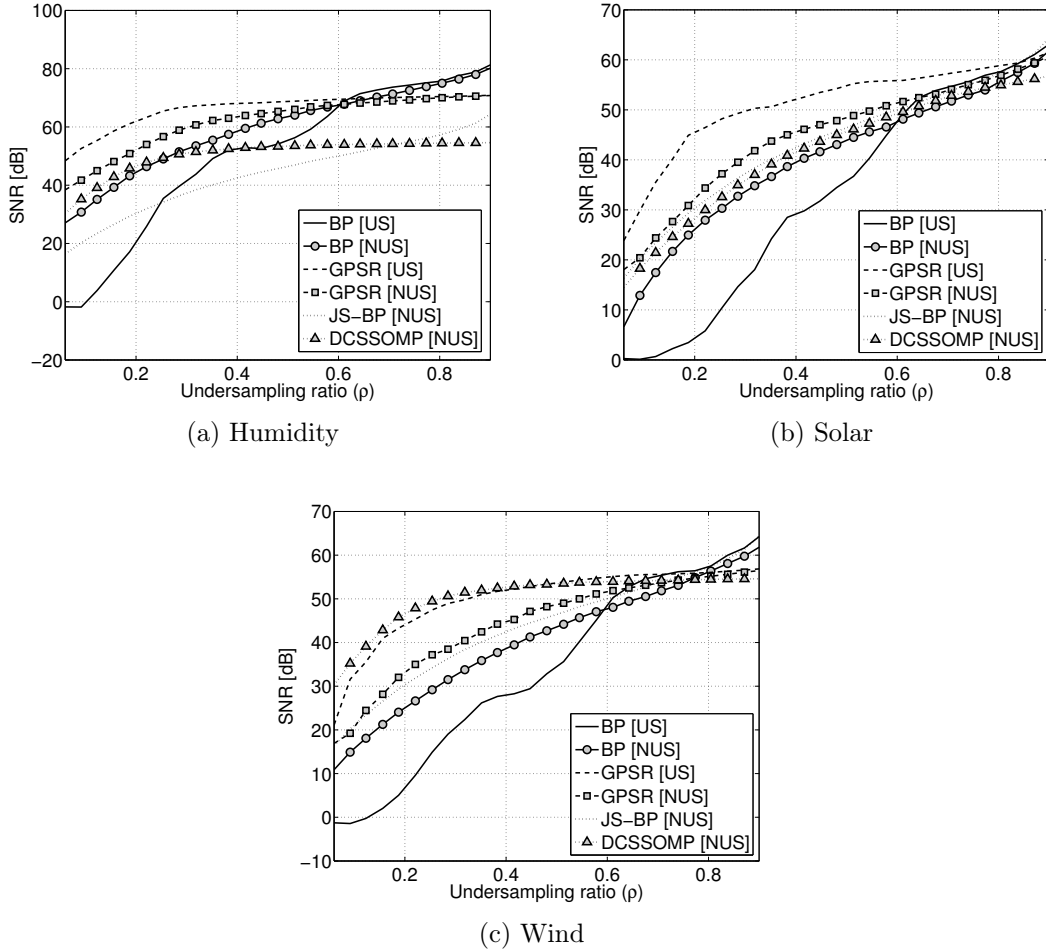 100
80
60
40
20
0
−20
SNR [dB]
0.2 0.4 0.6 0.8
Undersampling ratio (ρ)
BP [US]
BP [NUS]
GPSR [US]
GPSR [NUS]
JS−BP [NUS]
DCSSOMP [NUS]
(a) Humidity
70
60
50
40
30
20
10
0
SNR [dB]
0.2 0.4 0.6 0.8
Undersampling ratio (ρ)
BP [US]
BP [NUS]
GPSR [US]
GPSR [NUS]
JS−BP [NUS]
DCSSOMP [NUS]
(b) Solar
70
60
50
40
30
20
10
0
−10
SNR [dB]
0.2 0.4 0.6 0.8
Undersampling ratio (ρ)
BP [US]
BP [NUS]
GPSR [US]
GPSR [NUS]
JS−BP [NUS]
DCSSOMP [NUS]
(c) Wind